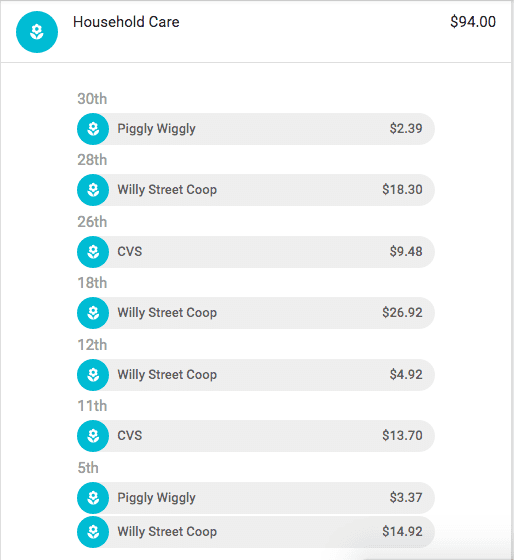 Household Care $94.00
30th
Piggly Wiggly $2.39
28th
Willy Street Coop $18.30
26th
CVS $9.48
18th
Willy Street Coop $26.92
12th
Willy Street Coop $4.92
11th
CVS $13.70
5th
Piggly Wiggly $3.37
Willy Street Coop $14.92